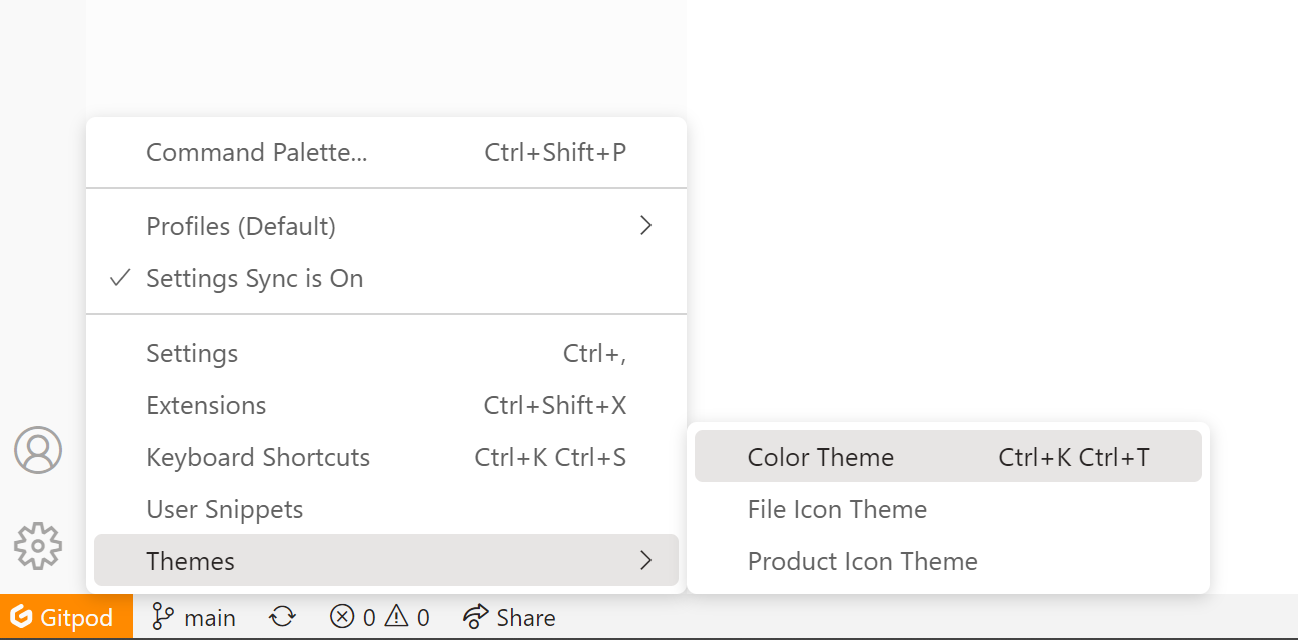 Command Palette... Ctrl+Shift+P
Profiles (Default)
Settings Sync is On
Settings Ctrl+,
Extensions Ctrl+Shift+X
Keyboard Shortcuts Ctrl+K Ctrl+S
User Snippets
Themes
Color Theme Ctrl+K Ctrl+T
File Icon Theme
Product Icon Theme
Gitpod main 0 0 Share